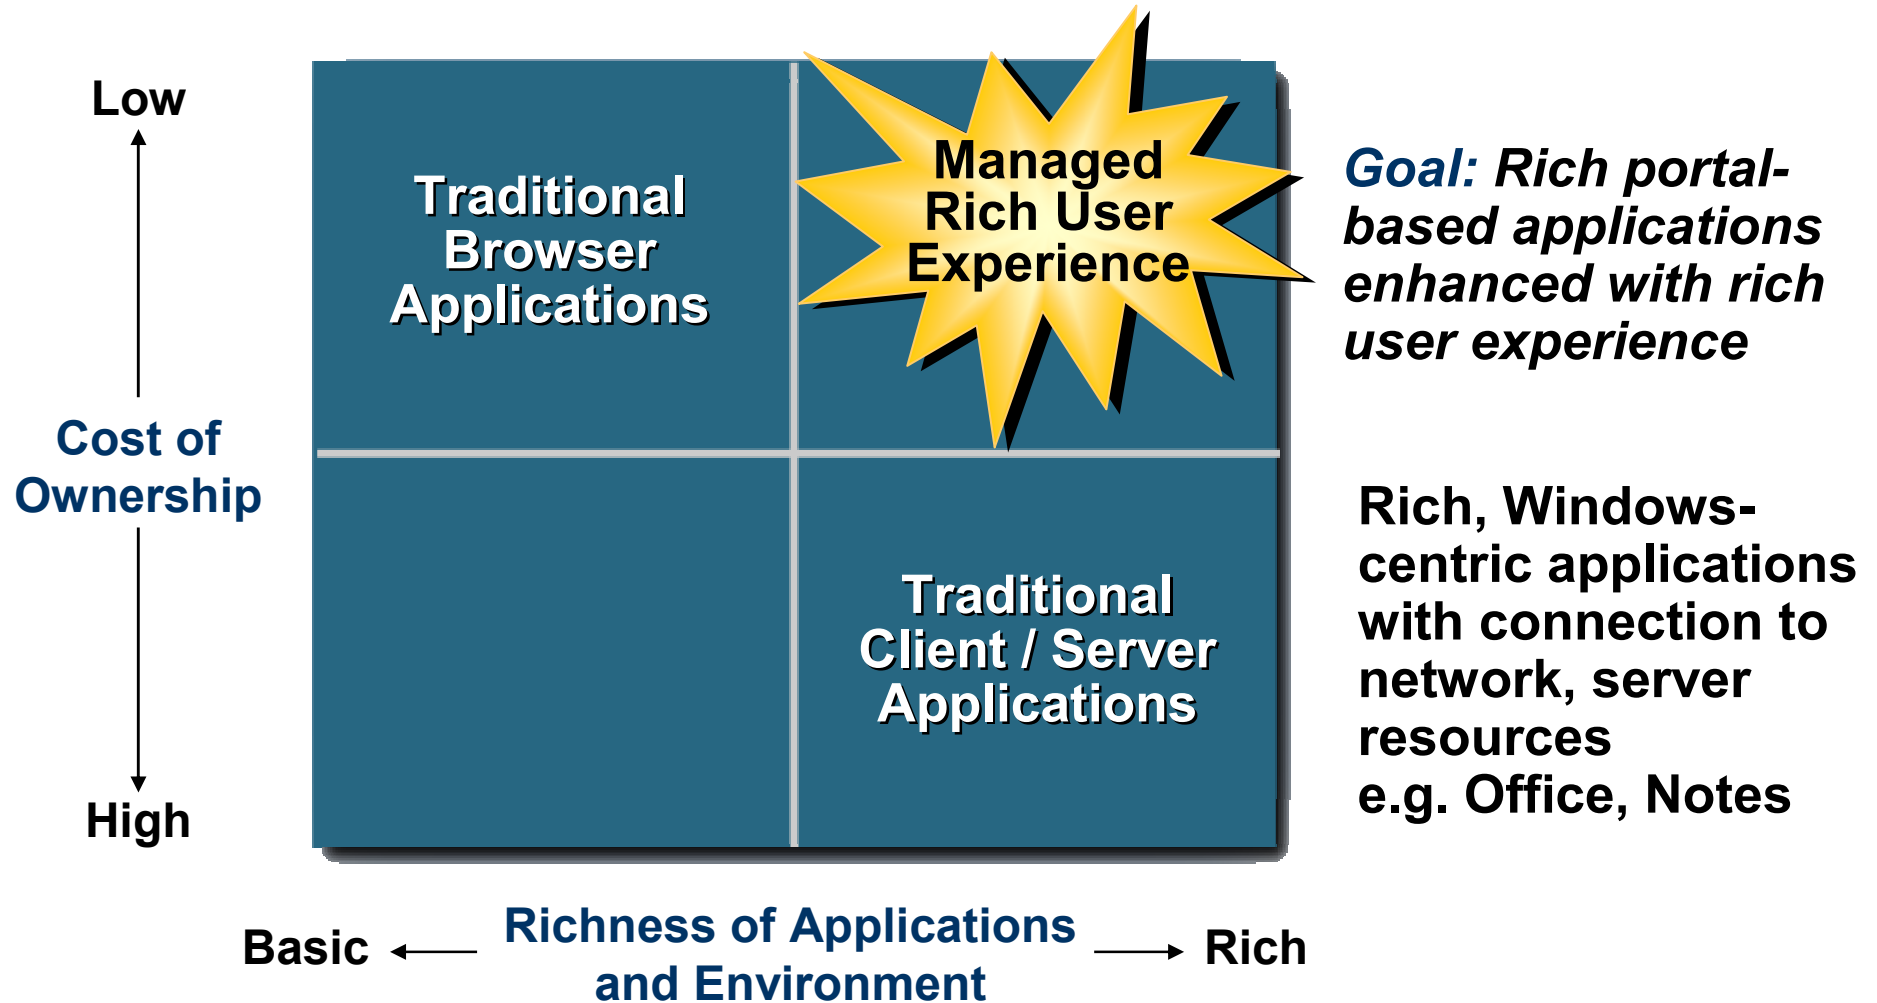 Low
Cost of
Ownership
High
Traditional
Browser
Applications
Managed
Rich User
Experience
Goal: Rich portal-
based applications
enhanced with rich
user experience
Traditional
Client / Server
Applications
Rich, Windows-
centric applications
with connection to
network, server
resources
e.g. Office, Notes
Basic
Richness of Applications
and Environment
Rich